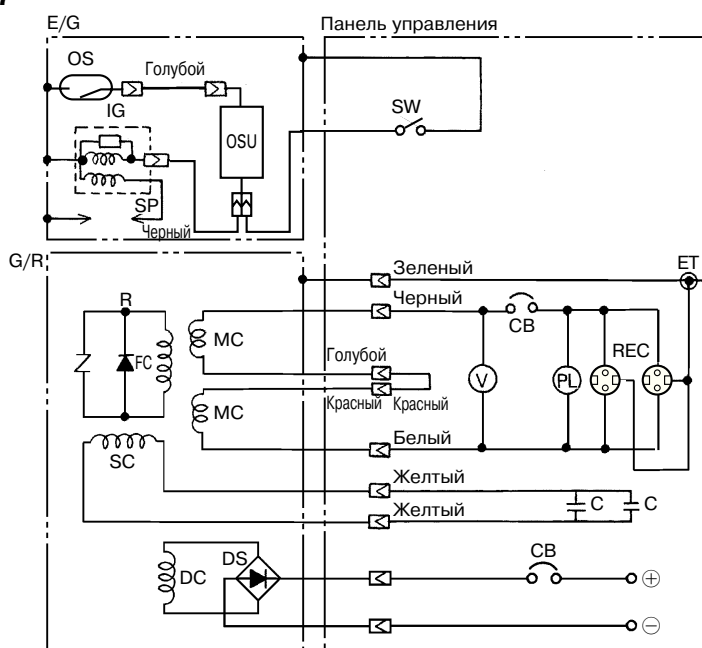 E/G
Панель управления
OS
Голубой
IG
SW
OSU
SP
Черный
G/R
Зеленый
ET
Черный
R
MC
CB
FC
Голубой
REC
V
PL
Красный Красный
MC
Белый
SC
Желтый
C
C
Желтый
CB
DS
DC
+
−